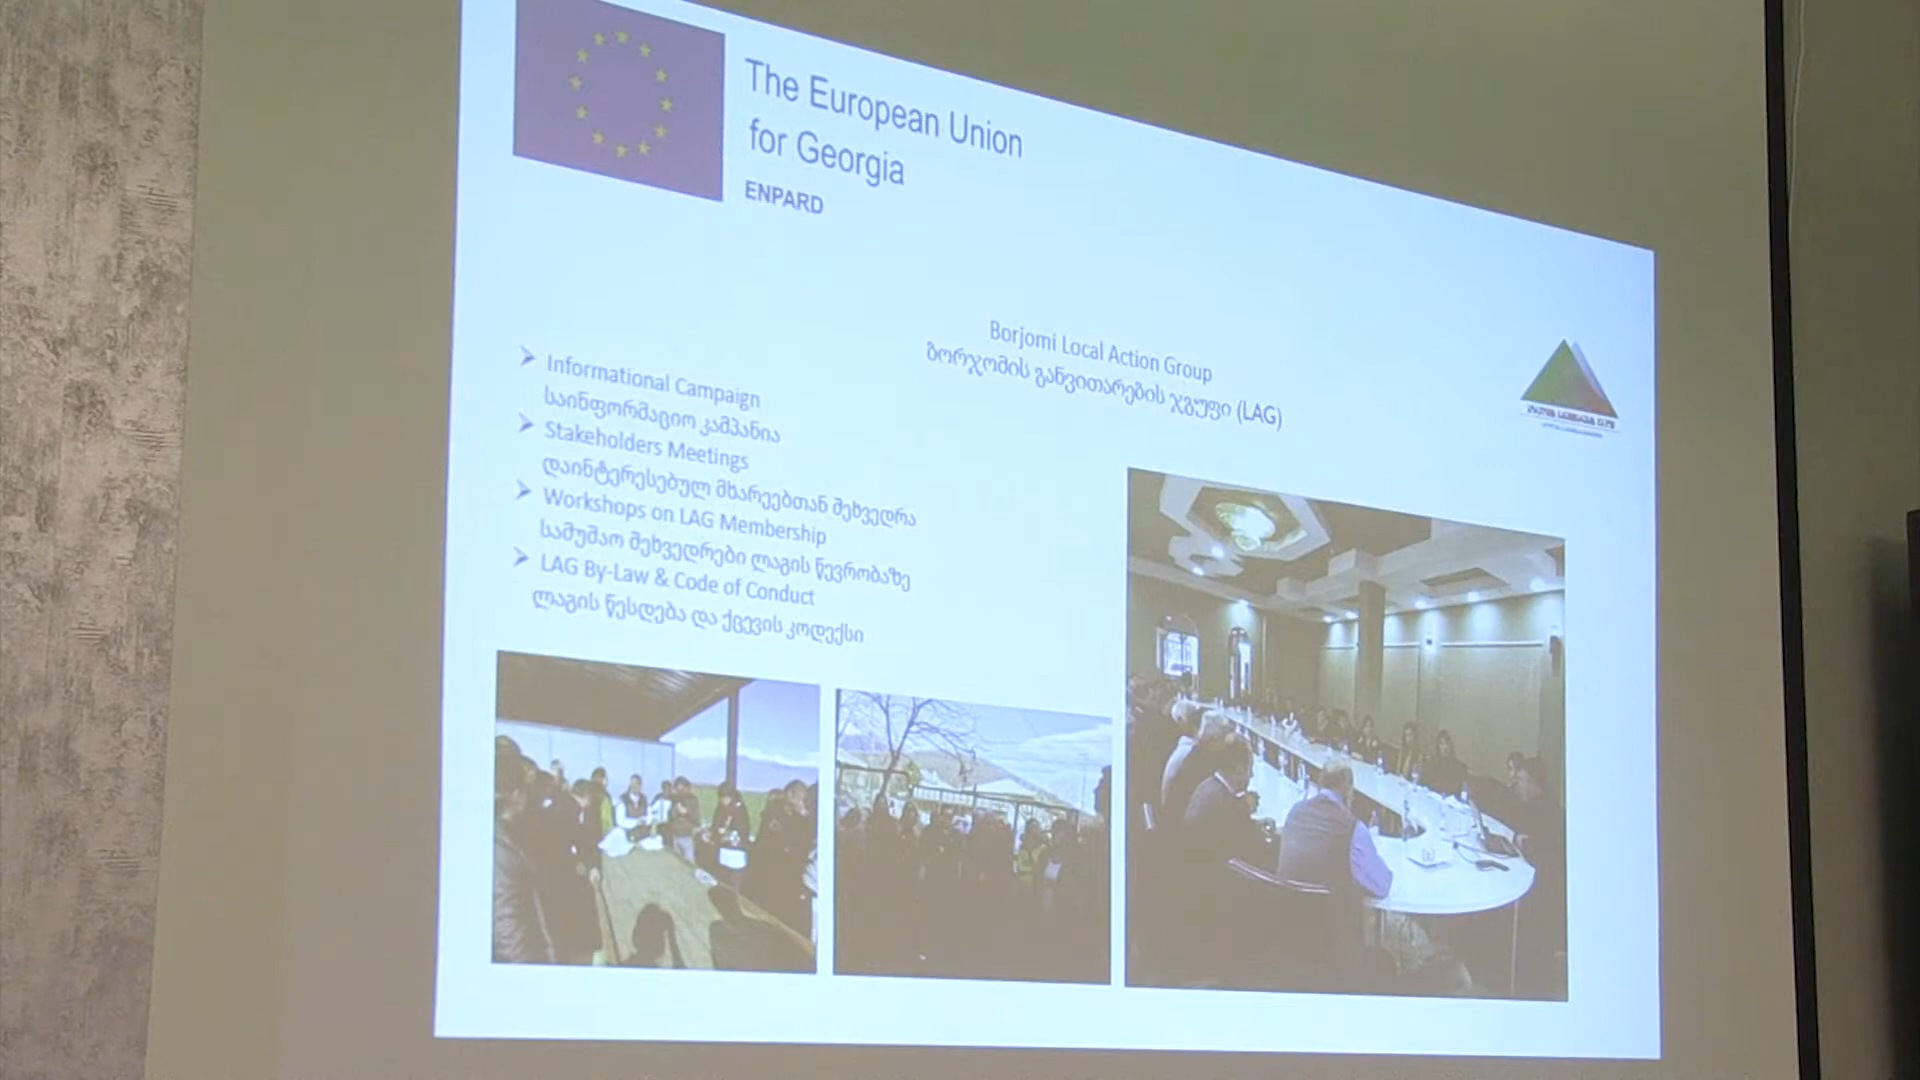 The European Union
for Georgia
ENPARD
Borjomi Local Action Group
ბორჯომის განვითარების ჯგუფი (LAG)
Informational Campaign
საინფორმაციო კამპანია
Stakeholders Meetings
დაინტერესებულ მხარეებთან შეხვედრა
Workshops on LAG Membership
სამუშაო შეხვედრები ლაგის წევრობაზე
LAG By-Law & Code of Conduct
ლაგის წესდება და ქცევის კოდექსი